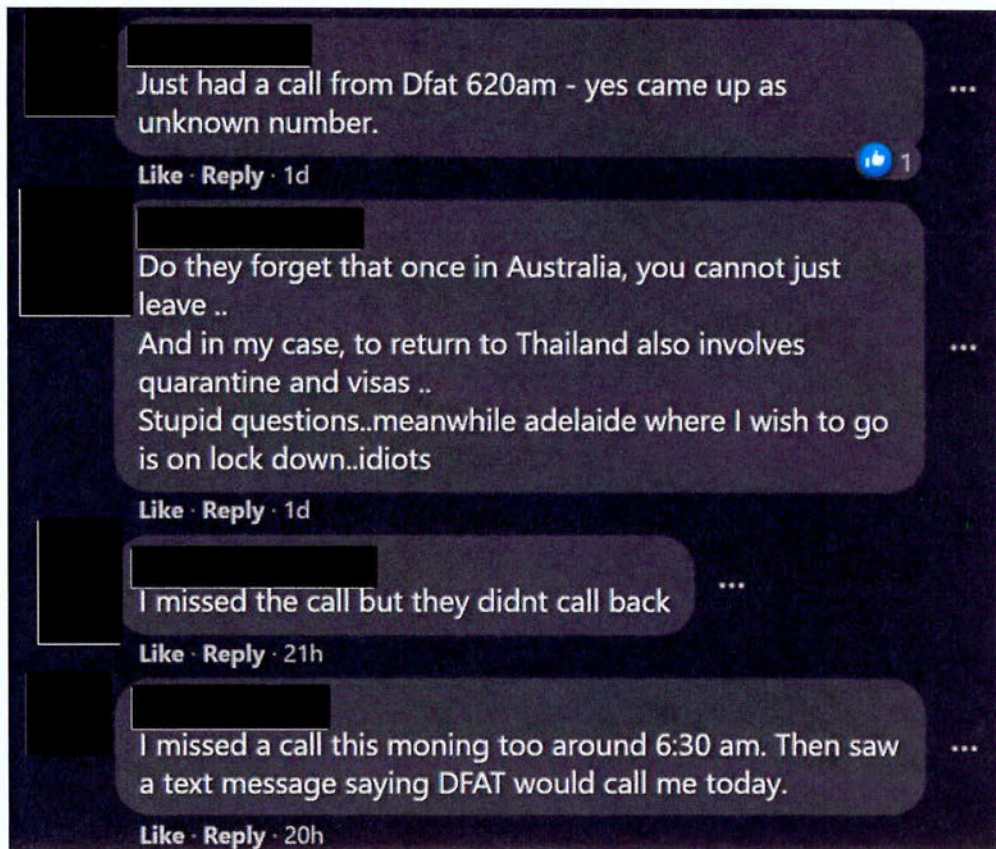 Just had a call from Dfat 620am - yes came up as
unknown number.
1
Like · Reply · 1d
Do they forget that once in Australia, you cannot just
leave ..
And in my case, to return to Thailand also involves
quarantine and visas ..
Stupid questions..meanwhile adelaide where I wish to go
is on lock down..idiots
Like · Reply · 1d
I missed the call but they didnt call back
Like · Reply · 21h
I missed a call this moning too around 6:30 am. Then saw
a text message saying DFAT would call me today.
Like · Reply · 20h